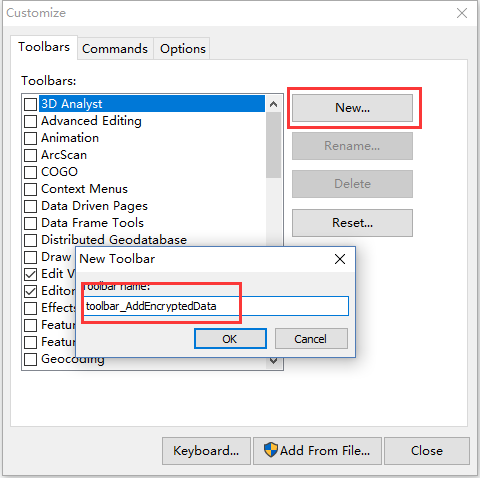 Customize
Toolbars
Commands
Options
Toolbars:
3D Analyst
Advanced Editing
Animation
ArcScan
COGO
Context Menus
Data Driven Pages
Data Frame Tools
Distributed Geodatabase
Draw
Edit V
Editor
Effects
Featur
Featu
Geocoding
New...
Rename...
Delete
Reset...
New Toolbar
Toolbar name:
toolbar_AddEncryptedData
OK
Cancel
Keyboard...
Add From File...
Close